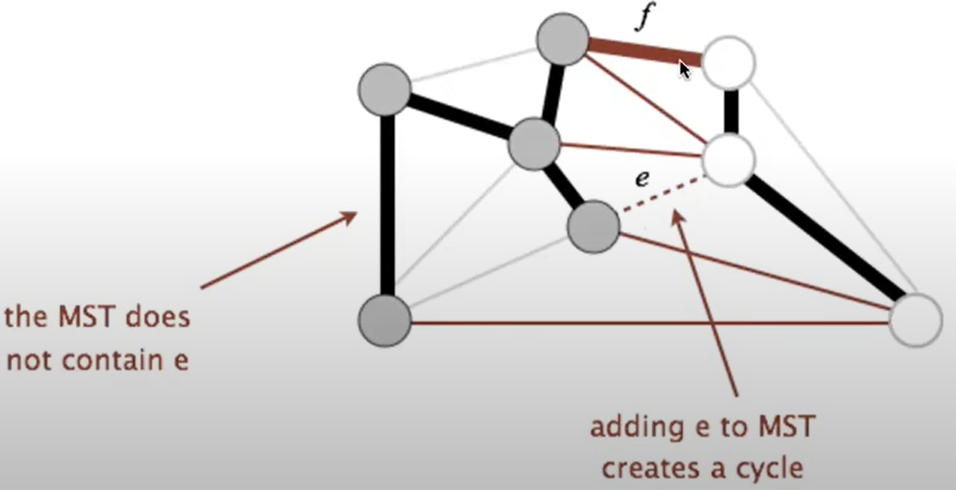 f
e
the MST does
not contain e
adding e to MST
creates a cycle